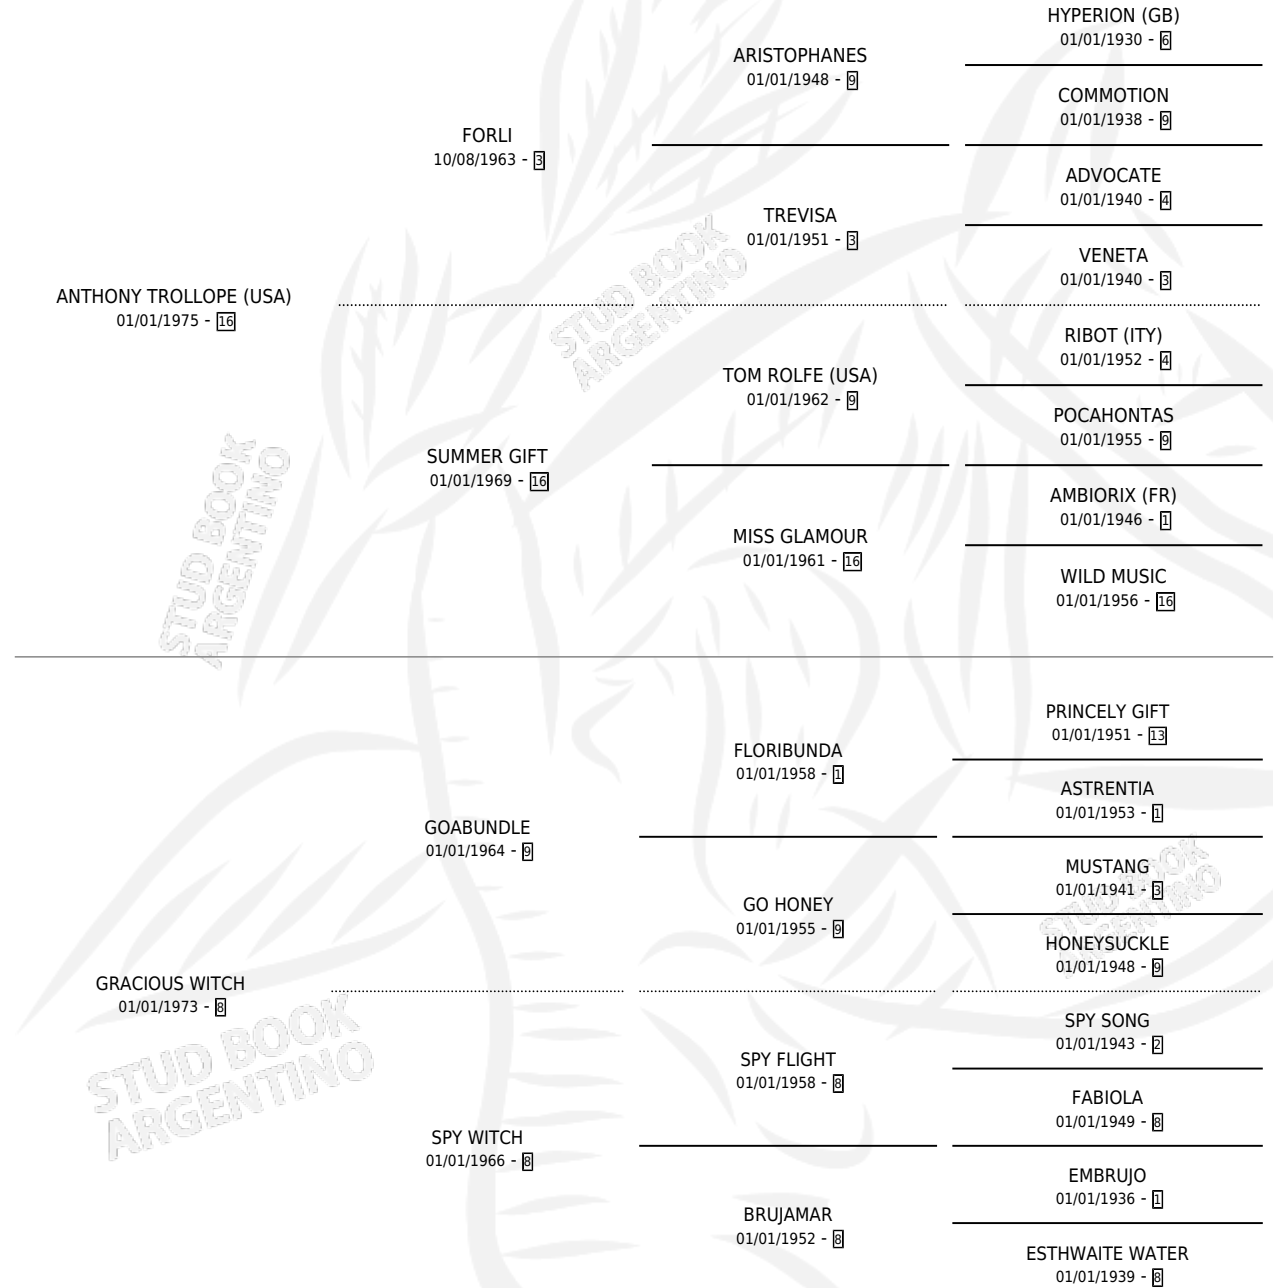 HYPERION (GB)
01/01/1930 - 6
ARISTOPHANES
01/01/1948 - 9
COMMOTION
01/01/1938 - 9
FORLI
10/08/1963 - 3
ADVOCATE
01/01/1940 - 4
TREVISA
01/01/1951 - 3
VENETA
01/01/1940 - 3
ANTHONY TROLLOPE (USA)
01/01/1975 - 16
RIBOT (ITY)
01/01/1952 - 4
TOM ROLFE (USA)
01/01/1962 - 9
POCAHONTAS
01/01/1955 - 9
SUMMER GIFT
01/01/1969 - 16
AMBIORIX (FR)
01/01/1946 - 1
MISS GLAMOUR
01/01/1961 - 16
WILD MUSIC
01/01/1956 - 16
PRINCELY GIFT
01/01/1951 - 13
FLORIBUNDA
01/01/1958 - 1
ASTRENTIA
01/01/1953 - 1
GOABUNDLE
01/01/1964 - 9
MUSTANG
01/01/1941 - 3
GO HONEY
01/01/1955 - 9
HONEYSUCKLE
01/01/1948 - 9
GRACIOUS WITCH
01/01/1973 - 8
SPY SONG
01/01/1943 - 2
SPY FLIGHT
01/01/1958 - 8
FABIOLA
01/01/1949 - 8
SPY WITCH
01/01/1966 - 8
EMBRUJO
01/01/1936 - 1
BRUJAMAR
01/01/1952 - 8
ESTHWAITE WATER
01/01/1939 - 8
STUD BOOK
ARGENTINO
STUD BOOK
ARGENTINO
STUD BOOK
ARGENTINO
STUD BOOK
ARGENTINO